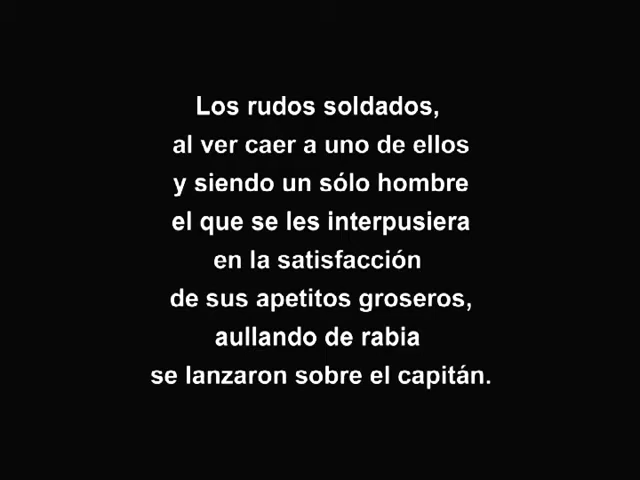 Los rudos soldados,
al ver caer a uno de ellos
y siendo un sólo hombre
el que se les interpusiera
en la satisfacción
de sus apetitos groseros,
aullando de rabia
se lanzaron sobre el capitán.